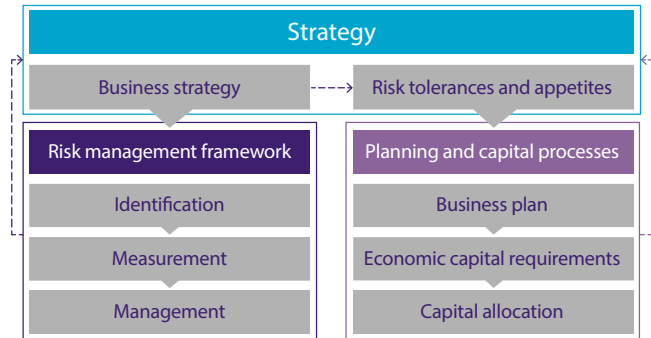 Strategy
Business strategy
Risk tolerances and appetites
Risk management framework
Identification
Measurement
Management
Planning and capital processes
Business plan
Economic capital requirements
Capital allocation